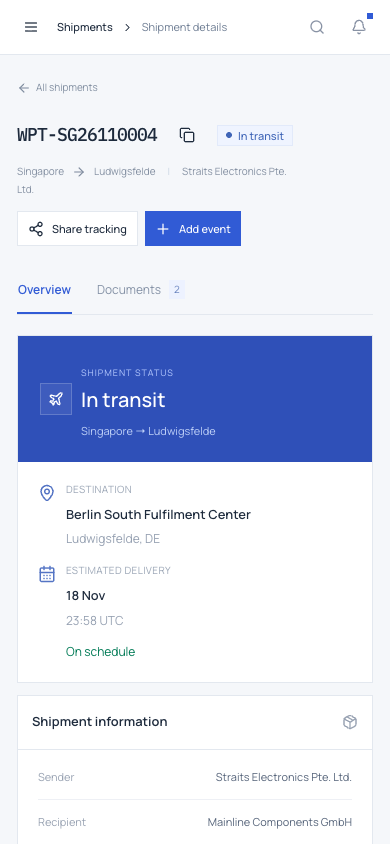 Shipments > Shipment details
← All shipments
WPT-SG26110004 In transit
Singapore → Ludwigsfelde | Straits Electronics Pte.
Ltd.
Share tracking + Add event
Overview Documents 2
SHIPMENT STATUS
In transit
Singapore → Ludwigsfelde
DESTINATION
Berlin South Fulfilment Center
Ludwigsfelde, DE
ESTIMATED DELIVERY
18 Nov
23:58 UTC
On schedule
Shipment information
Sender Straits Electronics Pte. Ltd.
Recipient Mainline Components GmbH